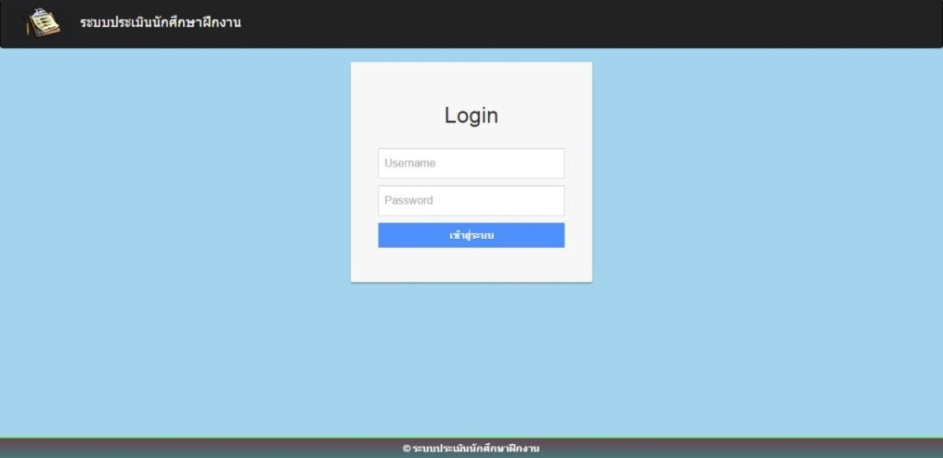 ระบบประเมินนักศึกษาฝึกงาน
Login
Username
Password
เข้าสู่ระบบ
© ระบบประเมินนักศึกษาฝึกงาน